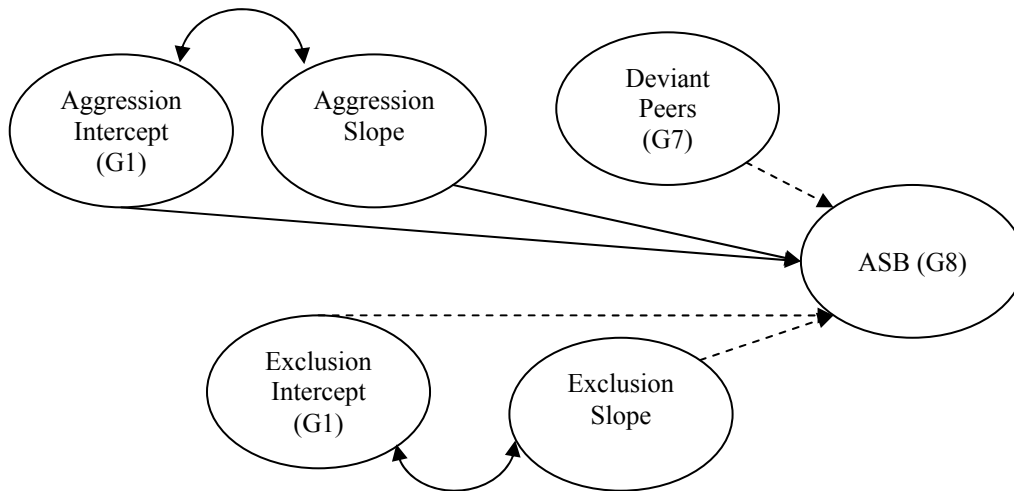 Aggression
Intercept
(G1)
Aggression
Slope
Deviant
Peers
(G7)
ASB (G8)
Exclusion
Intercept
(G1)
Exclusion
Slope